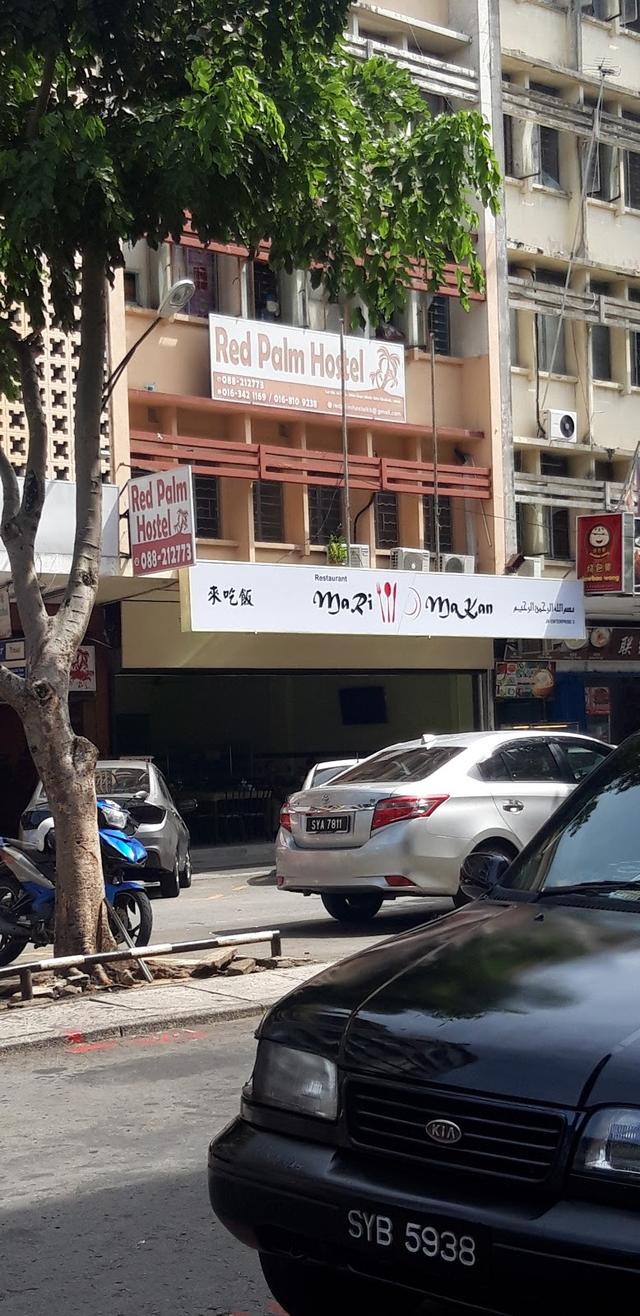 Red Palm Hostel
088-212773
016-342 1169 / 016-810 9238
Red Palm
Hostel
088-212773
Restaurant
來吃飯
MaRi MaKan
بسم الله الرحمن الرحيم
聯
SYA 7811
KIA
SYB 5938